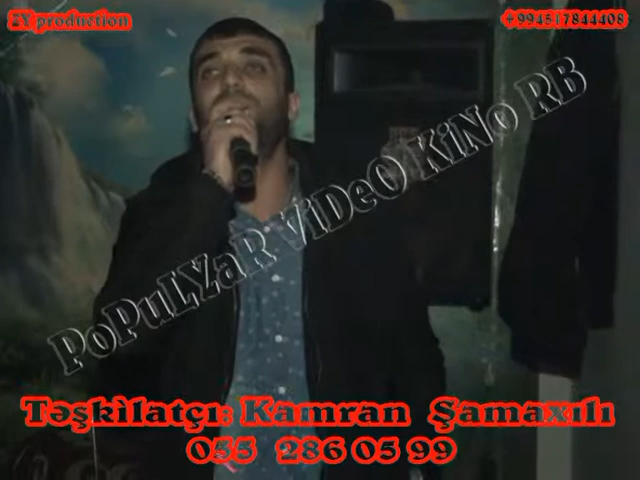 ZY production
+994517844408
PoPuLYaR ViDeO KiNo RB
Təşkilatçı: Kamran Şamaxılı
055 286 05 99